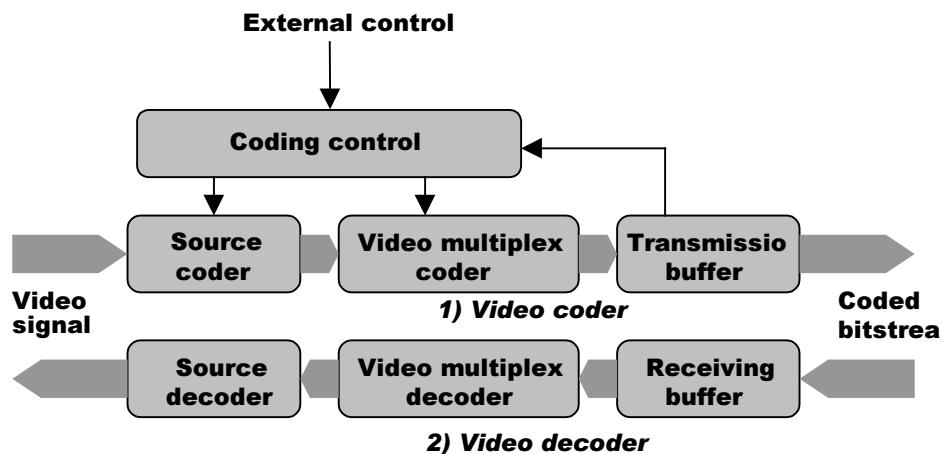 External control
Coding control
Source
coder
Video multiplex
coder
Transmissio
buffer
1) Video coder
Video
signal
Coded
bitstrea
Source
decoder
Video multiplex
decoder
Receiving
buffer
2) Video decoder